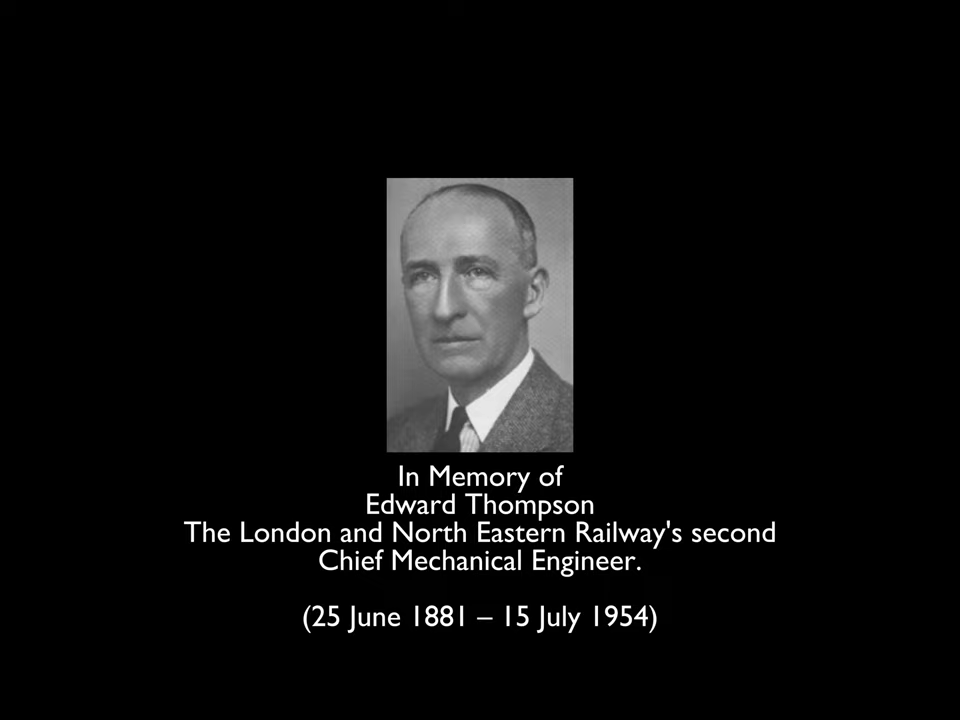 In Memory of
Edward Thompson
The London and North Eastern Railway's second
Chief Mechanical Engineer.
(25 June 1881 – 15 July 1954)